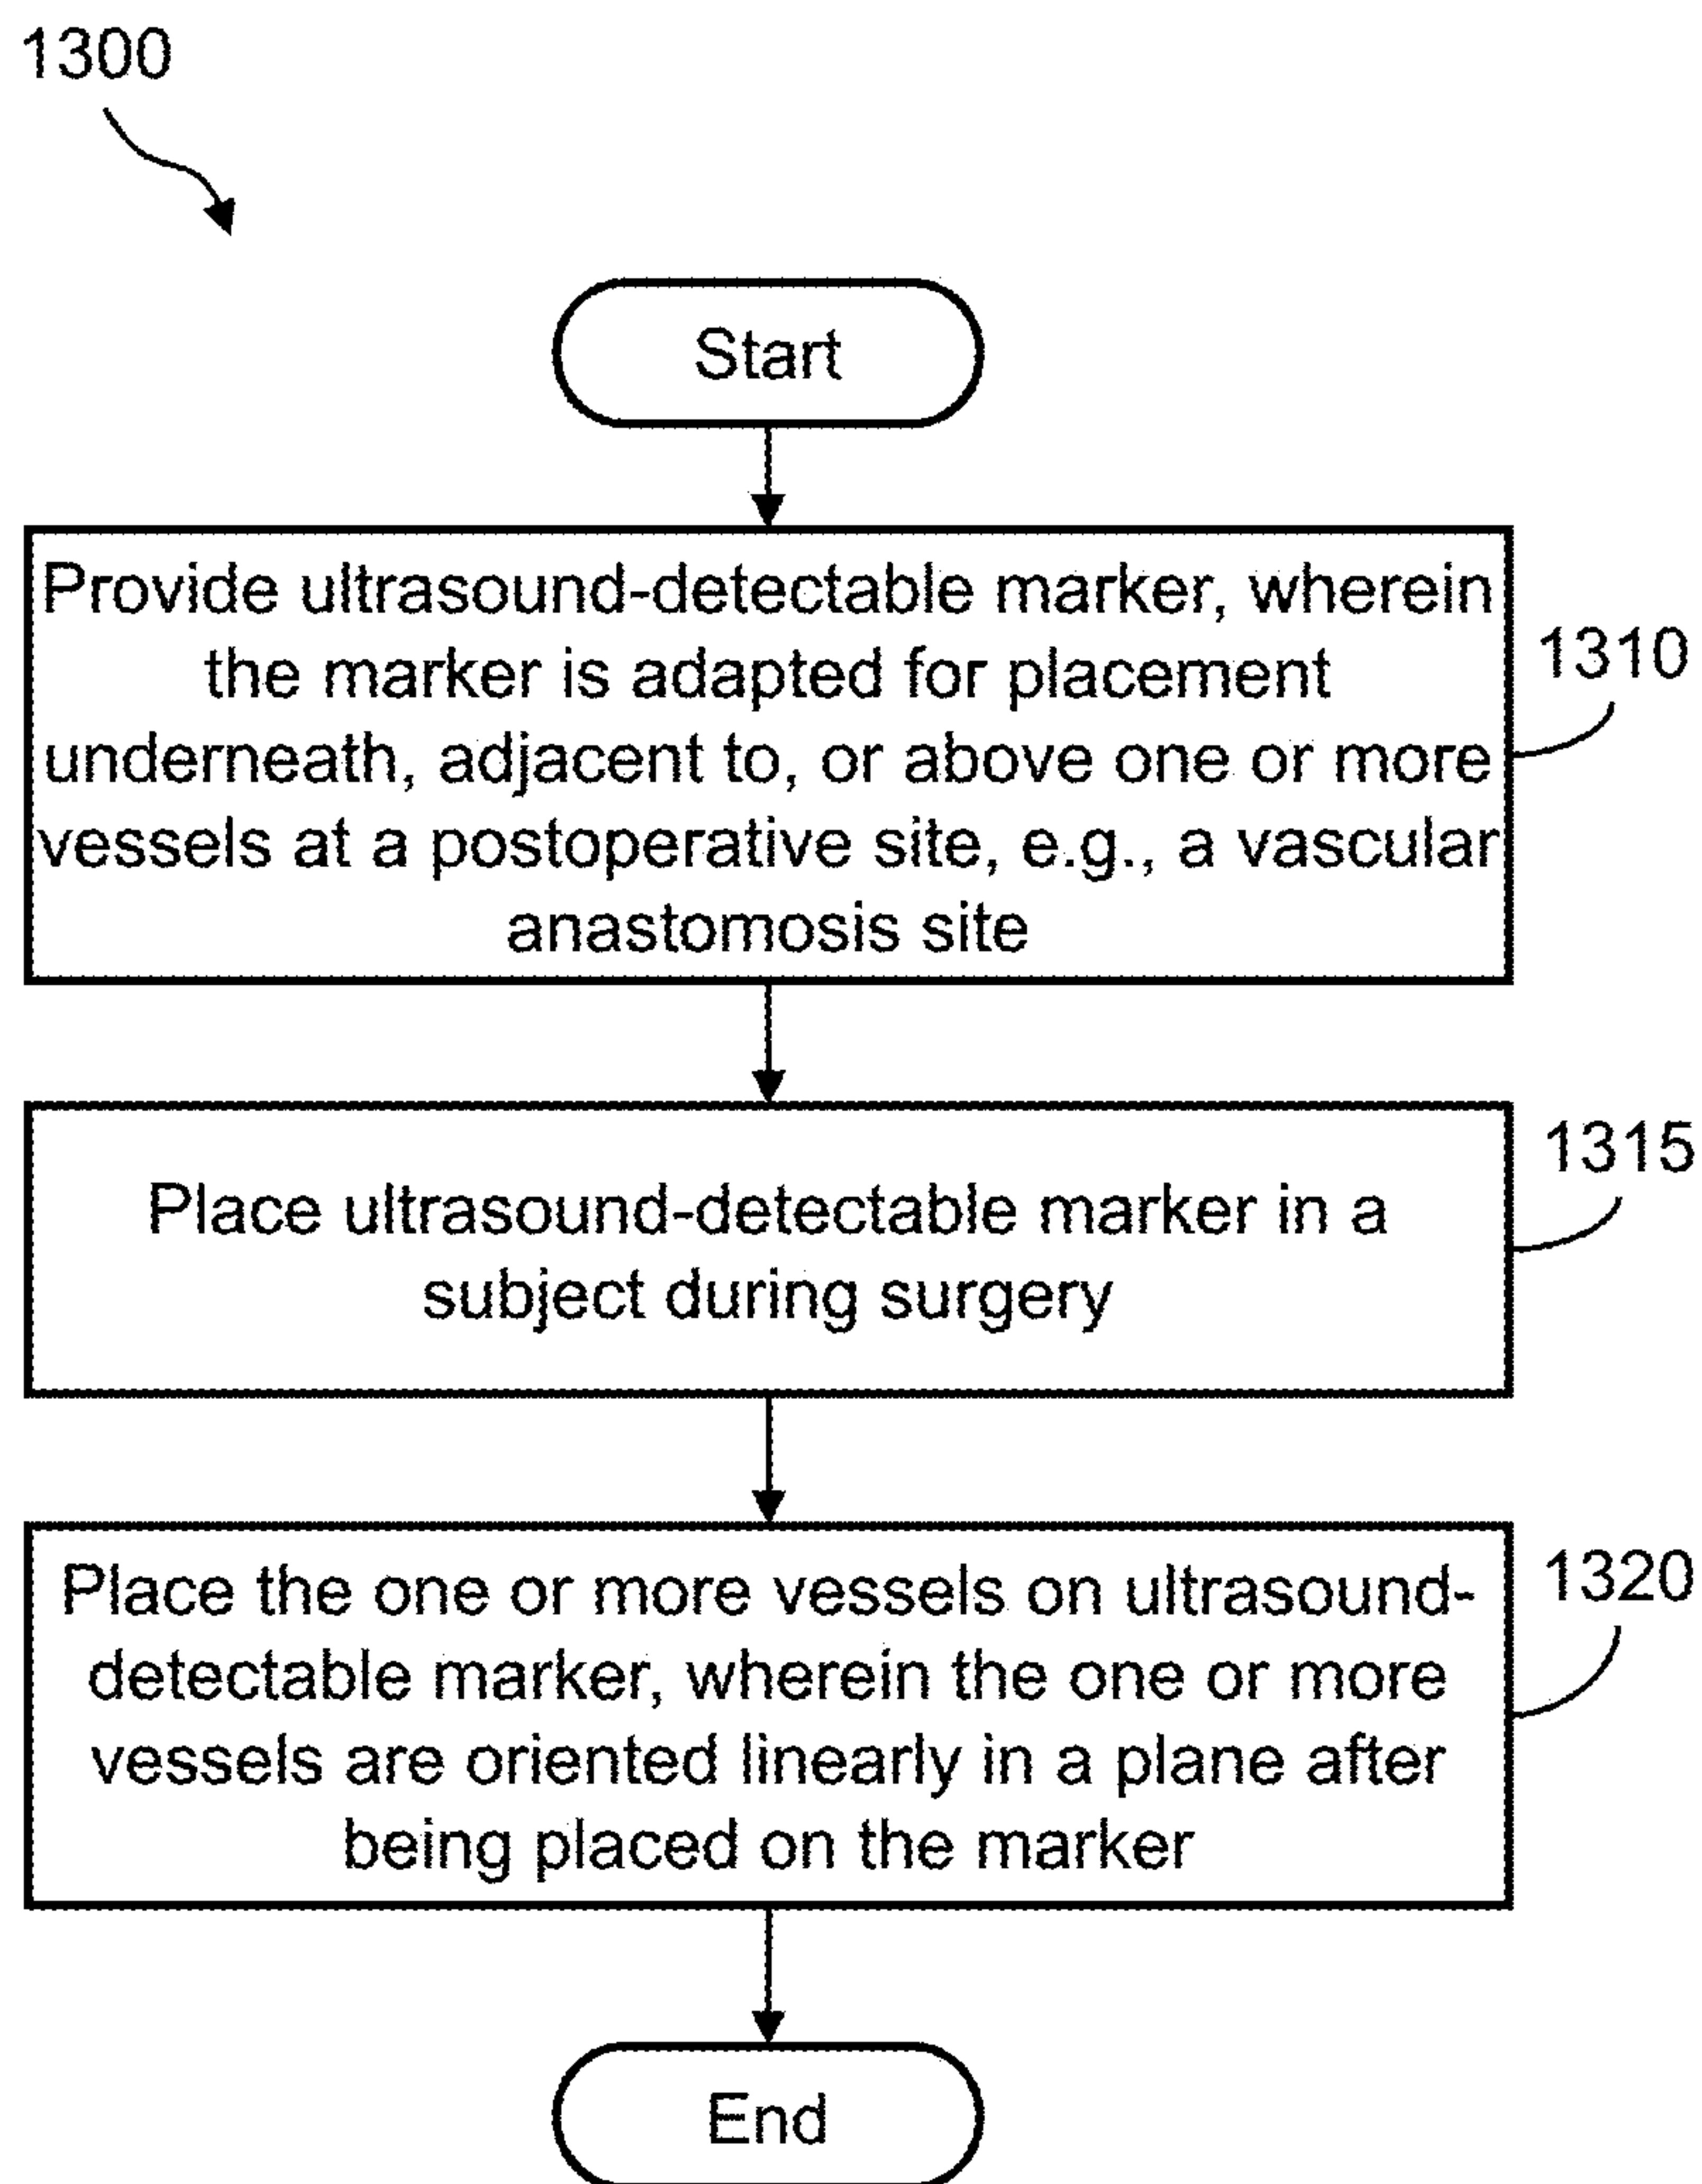 1300
Start
Provide ultrasound-detectable marker, wherein
the marker is adapted for placement
underneath, adjacent to, or above one or more
vessels at a postoperative site, e.g., a vascular
anastomosis site
1310
Place ultrasound-detectable marker in a
subject during surgery
1315
Place the one or more vessels on ultrasound-
detectable marker, wherein the one or more
vessels are oriented linearly in a plane after
being placed on the marker
1320
End